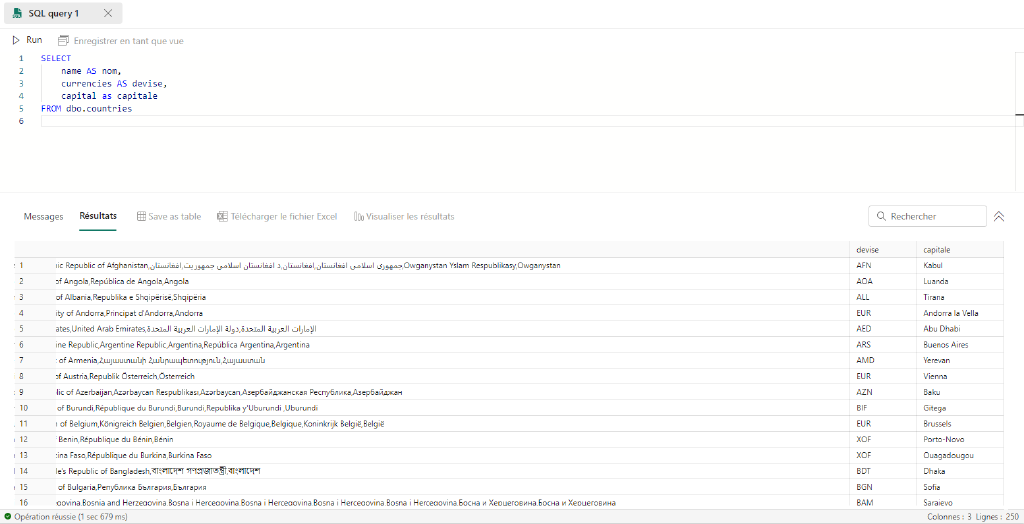 SQL query 1
Run Enregistrer en tant que vue
1 SELECT
2 name AS nom,
3 currencies AS devise,
4 capital as capitale
5 FROM dbo.countries
6
Messages Résultats Save as table Télécharger le fichier Excel Visualiser les résultats Rechercher
devise capitale
1 ic Republic of Afghanistan,افغانستان,د افغانستان اسلامي جمهوریت,افغانستان,جمهوری اسلامی افغانستان,Owganystan Yslam Respublikasy,Owganystan AFN Kabul
2 of Angola,República de Angola,Angola AOA Luanda
3 of Albania,Republika e Shqipërisë,Shqipëria ALL Tirana
4 ity of Andorra,Principat d'Andorra,Andorra EUR Andorra la Vella
5 ates,United Arab Emirates,الإمارات العربية المتحدة,دولة الإمارات العربية المتحدة AED Abu Dhabi
6 ine Republic,Argentine Republic,Argentina,República Argentina,Argentina ARS Buenos Aires
7 of Armenia,Հայաստանի Հանրապետություն,Հայաստան AMD Yerevan
8 of Austria,Republik Österreich,Österreich EUR Vienna
9 lic of Azerbaijan,Azərbaycan Respublikası,Azərbaycan,Азербайджанская Республика,Азербайджан AZN Baku
10 of Burundi,République du Burundi,Burundi,Republika y'Uburundi ,Uburundi BIF Gitega
11 of Belgium,Königreich Belgien,Belgien,Royaume de Belgique,Belgique,Koninkrijk België,België EUR Brussels
12 Benin,République du Bénin,Bénin XOF Porto-Novo
13 ina Faso,République du Burkina,Burkina Faso XOF Ouagadougou
14 le's Republic of Bangladesh,বাংলাদেশ গণপ্রজাতন্ত্রী,বাংলাদেশ BDT Dhaka
15 of Bulgaria,Република България,България BGN Sofia
16 govina,Bosnia and Herzegovina,Bosna i Hercegovina,Bosna i Hercegovina,Bosna i Hercegovina,Bosna i Hercegovina,Босна и Херцеговина,Босна и Херцеговина BAM Sarajevo
Opération réussie (1 sec 679 ms) Colonnes : 3 Lignes : 250